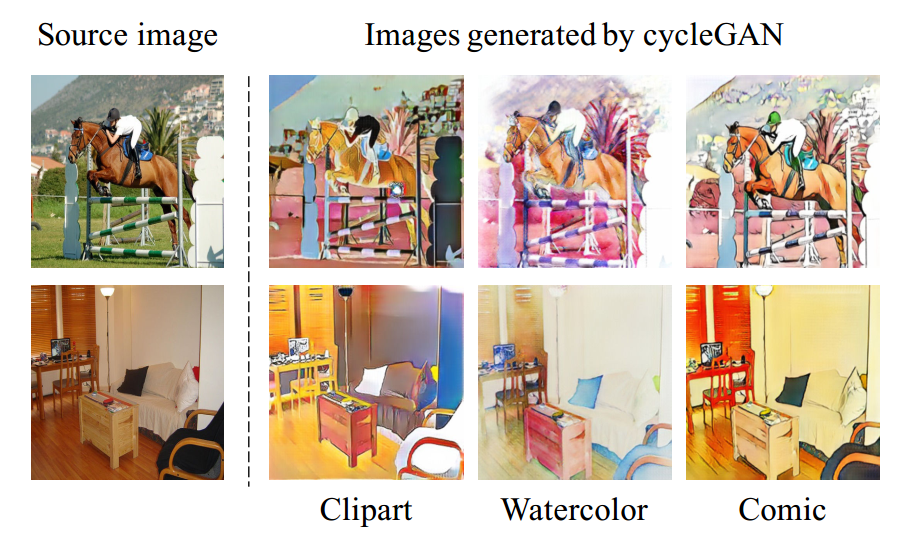 Source image
Images generated by cycleGAN
Clipart
Watercolor
Comic